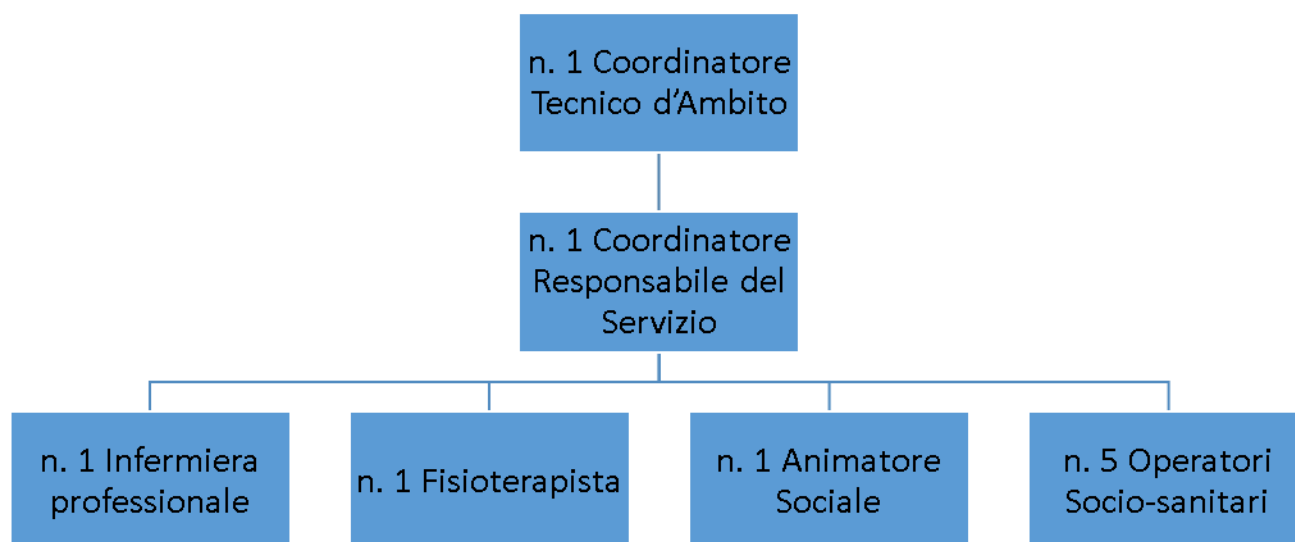 n. 1 Coordinatore
Tecnico d’Ambito
n. 1 Coordinatore
Responsabile del
Servizio
n. 1 Infermiera
professionale
n. 1 Fisioterapista
n. 1 Animatore
Sociale
n. 5 Operatori
Socio-sanitari